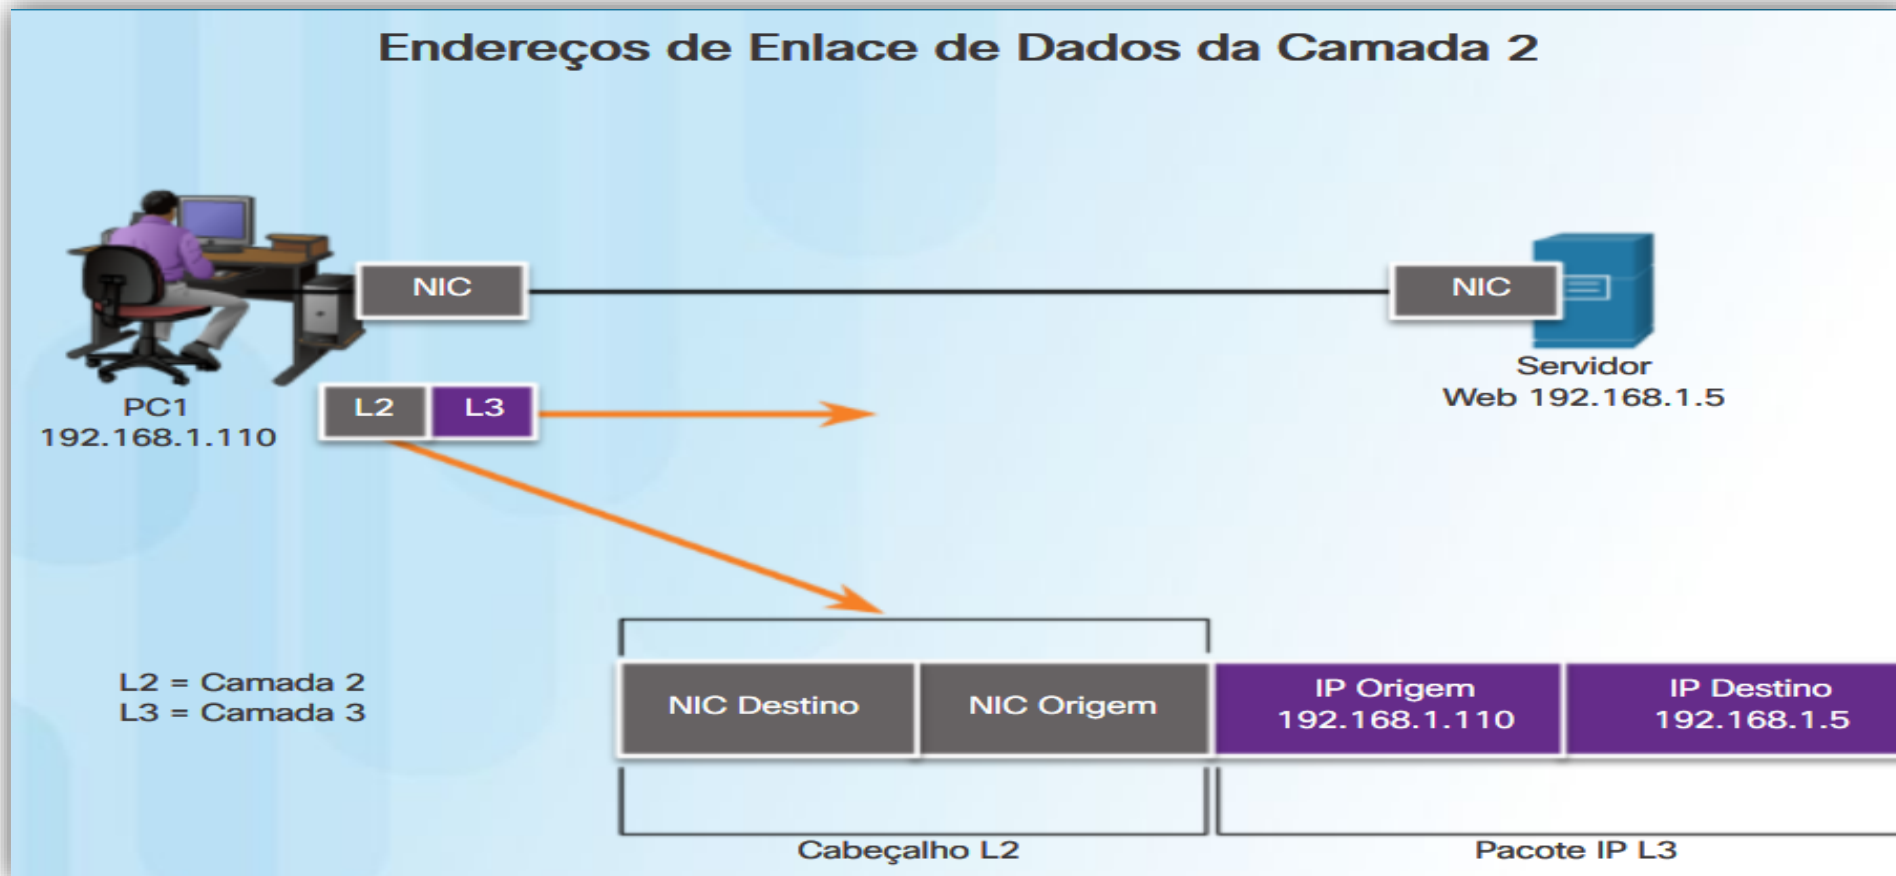 Endereços de Enlace de Dados da Camada 2
NIC
NIC
Servidor
Web 192.168.1.5
PC1
192.168.1.110
L2
L3
L2 = Camada 2
L3 = Camada 3
NIC Destino
NIC Origem
IP Origem
192.168.1.110
IP Destino
192.168.1.5
Cabeçalho L2
Pacote IP L3